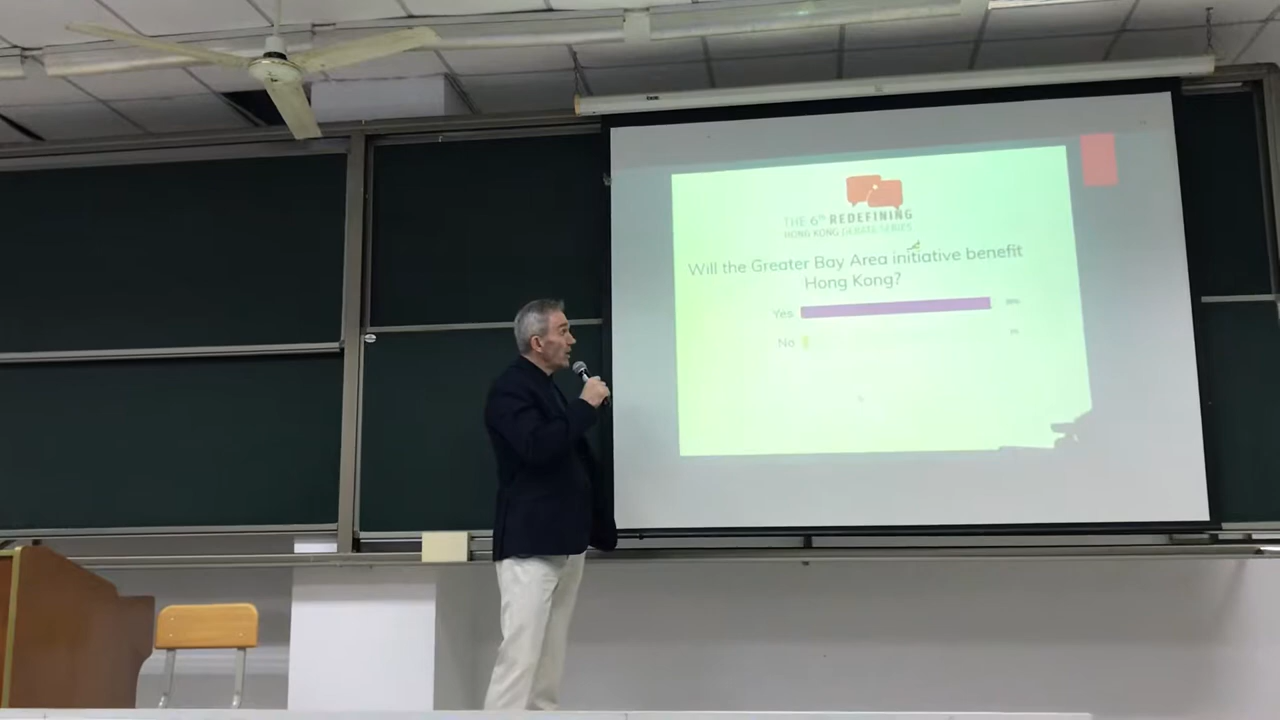 THE 6th REDEFINING
HONG KONG DEBATE SERIES
Will the Greater Bay Area initiative benefit
Hong Kong?
Yes
No